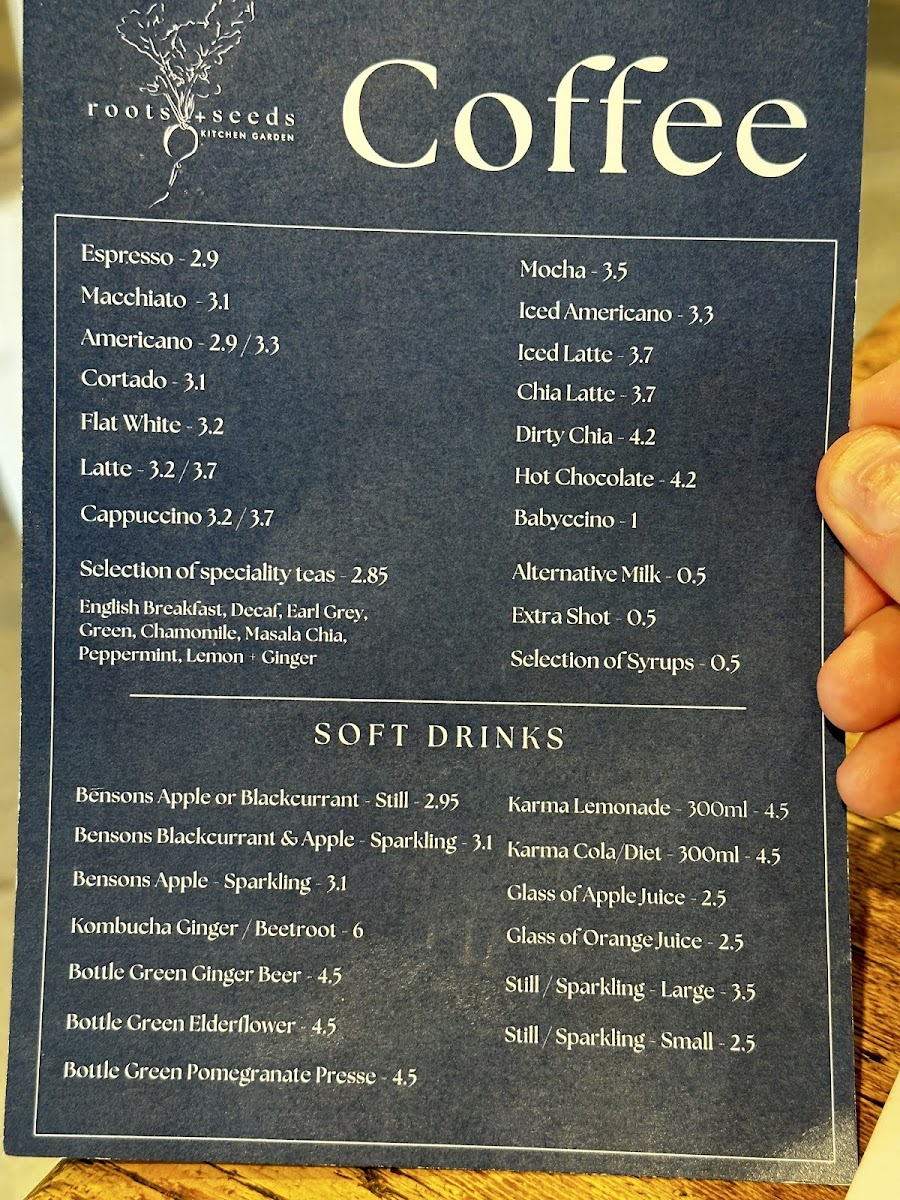 roots + seeds
KITCHEN GARDEN
Coffee
Espresso - 2.9
Macchiato - 3.1
Americano - 2.9 / 3.3
Cortado - 3.1
Flat White - 3.2
Latte - 3.2 / 3.7
Cappuccino 3.2 / 3.7
Selection of speciality teas - 2.85
English Breakfast, Decaf, Earl Grey,
Green, Chamomile, Masala Chia,
Peppermint, Lemon + Ginger
Mocha - 3.5
Iced Americano - 3.3
Iced Latte - 3.7
Chia Latte - 3.7
Dirty Chia - 4.2
Hot Chocolate - 4.2
Babyccino - 1
Alternative Milk - 0.5
Extra Shot - 0.5
Selection of Syrups - 0.5
SOFT DRINKS
Bensons Apple or Blackcurrant - Still - 2.95
Bensons Blackcurrant & Apple - Sparkling - 3.1
Bensons Apple - Sparkling - 3.1
Kombucha Ginger / Beetroot - 6
Bottle Green Ginger Beer - 4.5
Bottle Green Elderflower - 4.5
Bottle Green Pomegranate Presse - 4.5
Karma Lemonade - 300ml - 4.5
Karma Cola/Diet - 300ml - 4.5
Glass of Apple Juice - 2.5
Glass of Orange Juice - 2.5
Still / Sparkling - Large - 3.5
Still / Sparkling - Small - 2.5